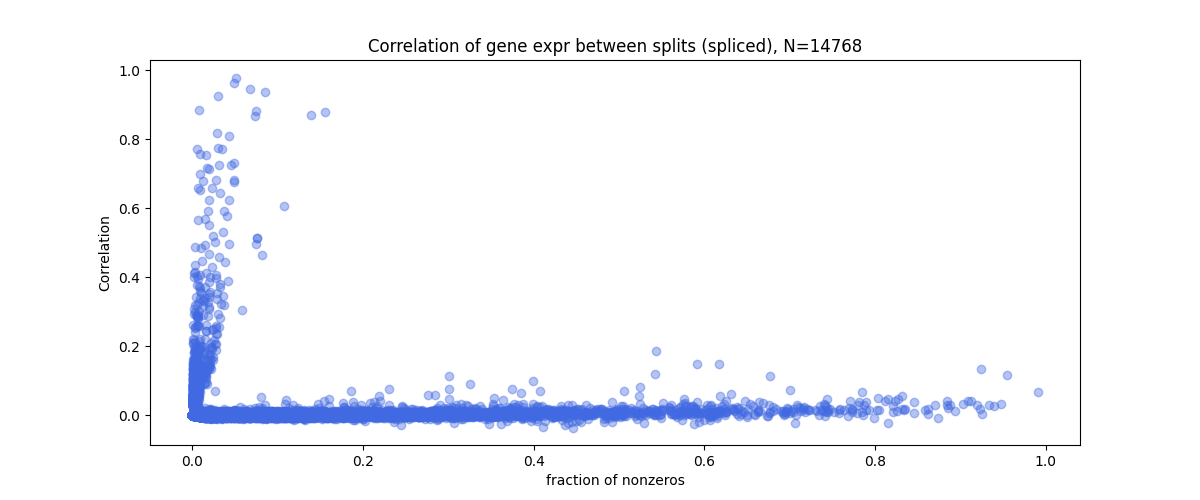 Correlation of gene expr between splits (spliced), N=14768
1.0
0.8
0.6
0.4
0.2
0.0
Correlation
0.0 0.2 0.4 0.6 0.8 1.0
fraction of nonzeros